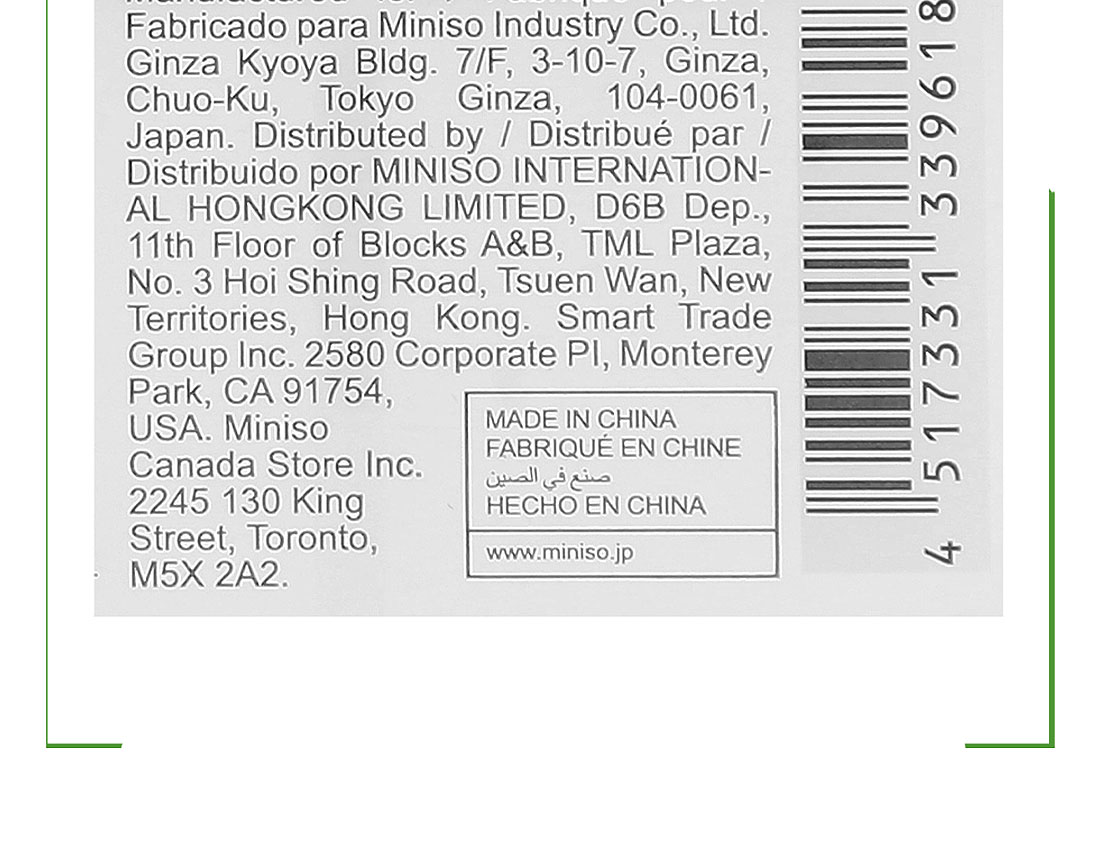 Manufactured for / Fabriqué pour /
Fabricado para Miniso Industry Co., Ltd.
Ginza Kyoya Bldg. 7/F, 3-10-7, Ginza,
Chuo-Ku, Tokyo Ginza, 104-0061,
Japan. Distributed by / Distribué par /
Distribuido por MINISO INTERNATION-
AL HONGKONG LIMITED, D6B Dep.,
11th Floor of Blocks A&B, TML Plaza,
No. 3 Hoi Shing Road, Tsuen Wan, New
Territories, Hong Kong. Smart Trade
Group Inc. 2580 Corporate Pl, Monterey
Park, CA 91754,
USA. Miniso
Canada Store Inc.
2245 130 King
Street, Toronto,
M5X 2A2.
MADE IN CHINA
FABRIQUÉ EN CHINE
صنع في الصين
HECHO EN CHINA
www.miniso.jp
4 517331 339618